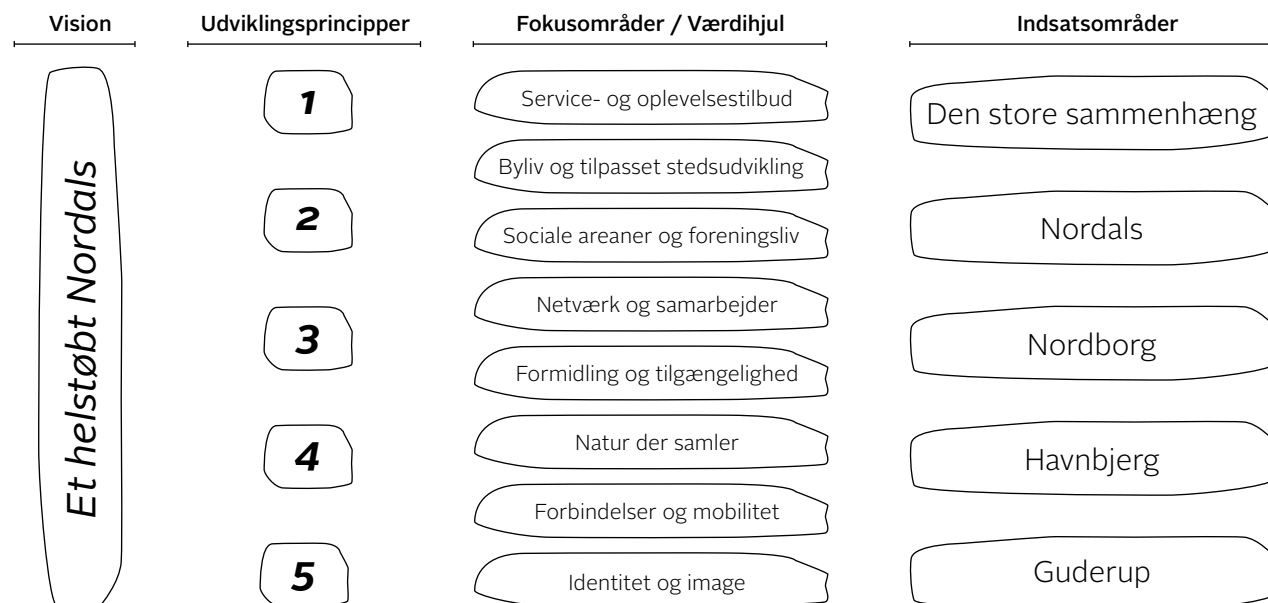 Vision
Et helstøbt Nordals
Udviklingsprincipper
1
2
3
4
5
Fokusområder / Værdihjul
Service- og oplevelsestilbud
Byliv og tilpasset stedsudvikling
Sociale areaner og foreningsliv
Netværk og samarbejder
Formidling og tilgængelighed
Natur der samler
Forbindelser og mobilitet
Identitet og image
Indsatsområder
Den store sammenhæng
Nordals
Nordborg
Havnbjerg
Guderup